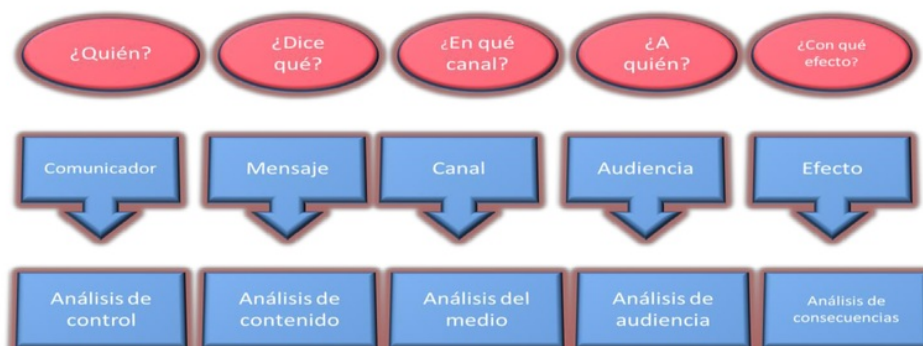 ¿Quién?
¿Dice
qué?
¿En qué
canal?
¿A
quién?
¿Con qué
efecto?
Comunicador
Mensaje
Canal
Audiencia
Efecto
Análisis de
control
Análisis de
contenido
Análisis del
medio
Análisis de
audiencia
Análisis de
consecuencias